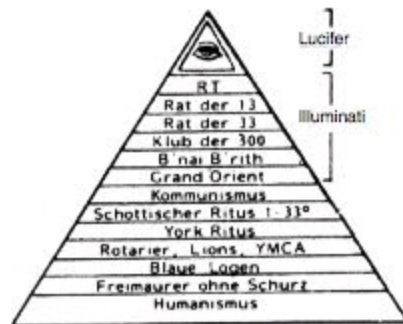 Lucifer
Illuminati
RT
Rat der 13
Rat der 33
Klub der 300
B'nai B'rith
Grand Orient
Kommunismus
Schottischer Ritus 1-33°
York Ritus
Rotarier, Lions, YMCA
Blaue Logen
Freimaurer ohne Schurz
Humanismus